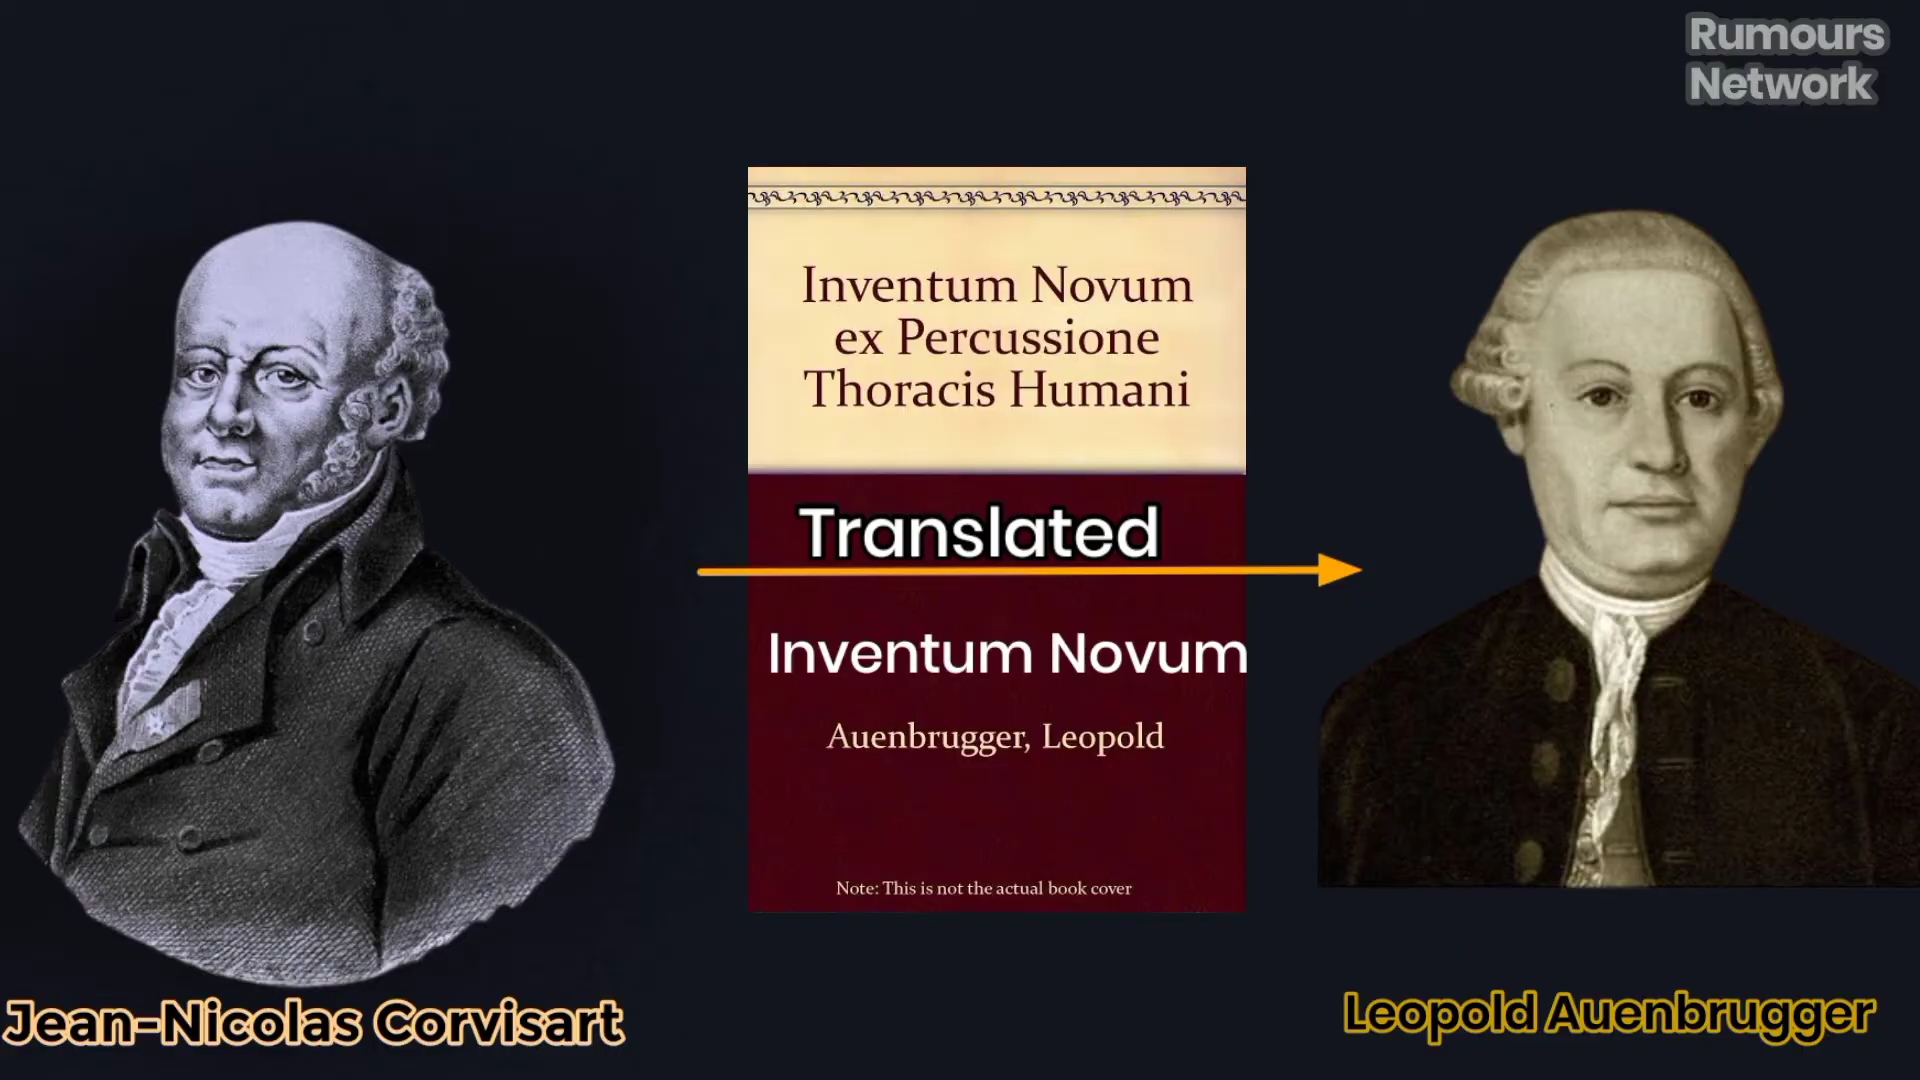 Rumours
Network
Inventum Novum
ex Percussione
Thoracis Humani
Translated
Inventum Novum
Auenbrugger, Leopold
Note: This is not the actual book cover
Jean-Nicolas Corvisart
Leopold Auenbrugger